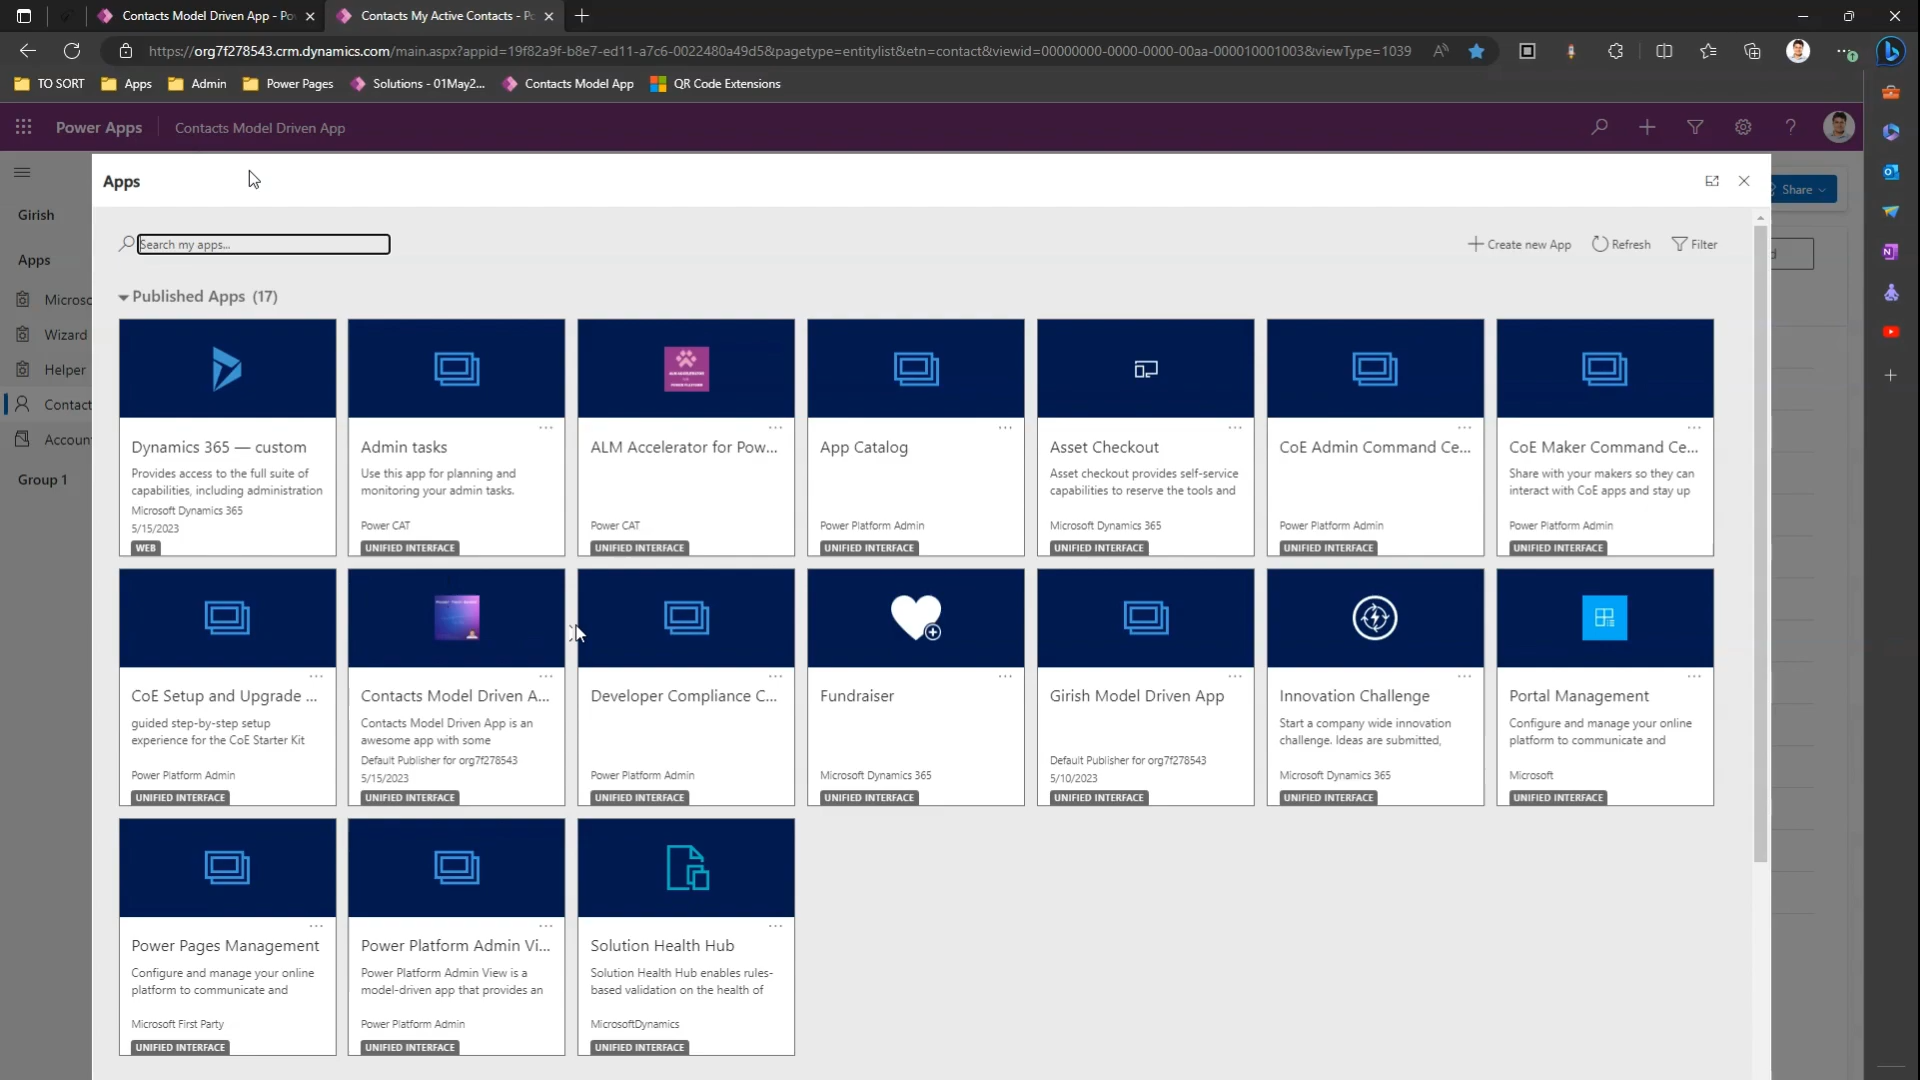 Contacts Model Driven App - Po
Contacts My Active Contacts - P
https://org7f278543.crm.dynamics.com/main.aspx?appid=19f82a9f-b8e7-ed11-a7c6-0022480a49d5&pagetype=entitylist&etn=contact&viewid=00000000-0000-0000-00aa-000010001003&viewType=1039
TO SORT
Apps
Admin
Power Pages
Solutions - 01May2...
Contacts Model App
QR Code Extensions
Power Apps
Contacts Model Driven App
Apps
Share
Girish
Apps
Microso
Wizard
Helper
Contact
Accoun
Group 1
Search my apps...
Create new App
Refresh
Filter
Published Apps (17)
Dynamics 365 — custom
Provides access to the full suite of
capabilities, including administration
Microsoft Dynamics 365
5/15/2023
WEB
Admin tasks
Use this app for planning and
monitoring your admin tasks.
Power CAT
UNIFIED INTERFACE
ALM Accelerator for Pow...
Power CAT
UNIFIED INTERFACE
App Catalog
Power Platform Admin
UNIFIED INTERFACE
Asset Checkout
Asset checkout provides self-service
capabilities to reserve the tools and
Microsoft Dynamics 365
UNIFIED INTERFACE
CoE Admin Command Ce...
Power Platform Admin
UNIFIED INTERFACE
CoE Maker Command Ce...
Share with your makers so they can
interact with CoE apps and stay up
Power Platform Admin
UNIFIED INTERFACE
CoE Setup and Upgrade ...
guided step-by-step setup
experience for the CoE Starter Kit
Power Platform Admin
UNIFIED INTERFACE
Contacts Model Driven A...
Contacts Model Driven App is an
awesome app with some
Default Publisher for org7f278543
5/15/2023
UNIFIED INTERFACE
Developer Compliance C...
Power Platform Admin
UNIFIED INTERFACE
Fundraiser
Microsoft Dynamics 365
UNIFIED INTERFACE
Girish Model Driven App
Default Publisher for org7f278543
5/10/2023
UNIFIED INTERFACE
Innovation Challenge
Start a company wide innovation
challenge. Ideas are submitted,
Microsoft Dynamics 365
UNIFIED INTERFACE
Portal Management
Configure and manage your online
platform to communicate and
Microsoft
UNIFIED INTERFACE
Power Pages Management
Configure and manage your online
platform to communicate and
Microsoft First Party
UNIFIED INTERFACE
Power Platform Admin Vi...
Power Platform Admin View is a
model-driven app that provides an
Power Platform Admin
UNIFIED INTERFACE
Solution Health Hub
Solution Health Hub enables rules-
based validation on the health of
MicrosoftDynamics
UNIFIED INTERFACE